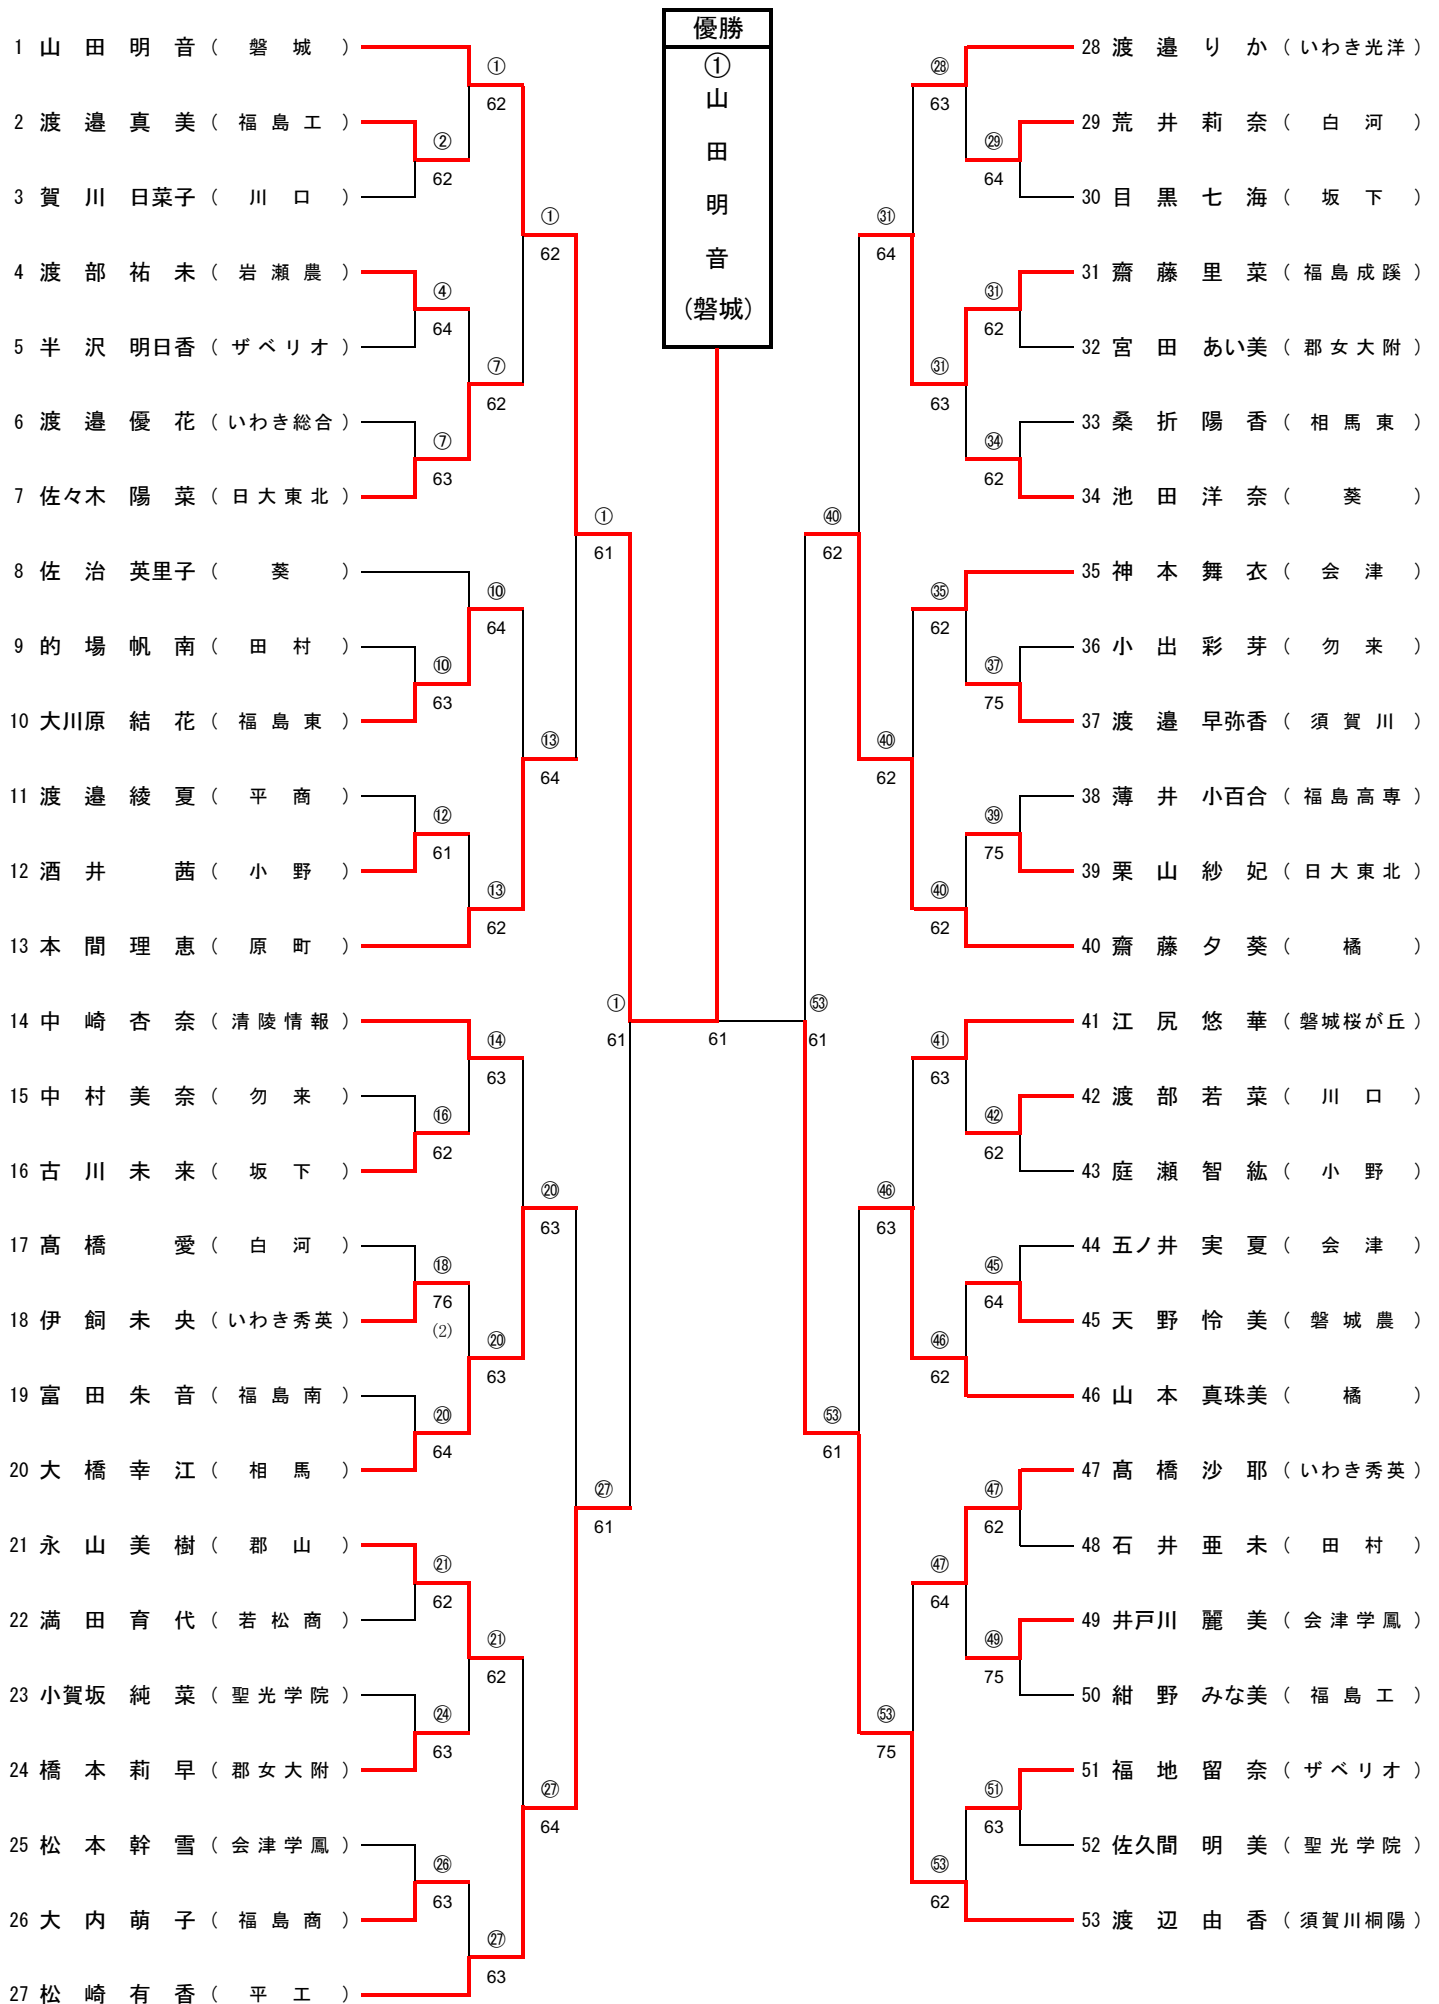 優勝
①
山
田
明
音
(磐城)
1 山 田 明 音 ( 磐 城 )
2 渡 邉 真 美 ( 福 島 工 )
3 賀 川 日菜子 ( 川 口 )
4 渡 部 祐 未 ( 岩 瀬 農 )
5 半 沢 明日香 ( ザベリオ )
6 渡 邉 優 花 ( いわき総合 )
7 佐々木 陽 菜 ( 日大東北 )
8 佐 治 英里子 ( 葵 )
9 的 場 帆 南 ( 田 村 )
10 大川原 結 花 ( 福 島 東 )
11 渡 邉 綾 夏 ( 平 商 )
12 酒 井 茜 ( 小 野 )
13 本 間 理 恵 ( 原 町 )
14 中 崎 杏 奈 ( 清陵情報 )
15 中 村 美 奈 ( 勿 来 )
16 古 川 未 来 ( 坂 下 )
17 髙 橋 愛 ( 白 河 )
18 伊 飼 未 央 ( いわき秀英 )
19 富 田 朱 音 ( 福 島 南 )
20 大 橋 幸 江 ( 相 馬 )
21 永 山 美 樹 ( 郡 山 )
22 満 田 育 代 ( 若 松 商 )
23 小賀坂 純 菜 ( 聖光学院 )
24 橋 本 莉 早 ( 郡女大附 )
25 松 本 幹 雪 ( 会津学鳳 )
26 大 内 萌 子 ( 福 島 商 )
27 松 崎 有 香 ( 平 工 )
②
62
④
64
⑦
63
⑩
63
⑫
61
⑯
62
⑱
76
(2)
⑳
64
㉑
62
㉔
63
㉖
63
①
62
⑦
62
⑩
64
⑬
62
⑭
63
⑳
63
㉑
62
㉗
63
①
62
⑬
64
⑳
63
㉗
64
①
61
㉗
61
①
61
61
㊾
61
㊵
62
㊾
61
㉛
64
㊵
62
㊻
63
㊾
75
㉘
63
㉛
63
㉟
62
㊵
62
㊶
63
㊻
62
㊼
64
㊾
62
㉙
64
㉛
62
㉞
62
㊲
75
㊴
75
㊷
62
㊺
64
㊼
62
㊾
75
51
63
28 渡 邉 り か ( いわき光洋 )
29 荒 井 莉 奈 ( 白 河 )
30 目 黒 七 海 ( 坂 下 )
31 齋 藤 里 菜 ( 福島成蹊 )
32 宮 田 あい美 ( 郡女大附 )
33 桑 折 陽 香 ( 相 馬 東 )
34 池 田 洋 奈 ( 葵 )
35 神 本 舞 衣 ( 会 津 )
36 小 出 彩 芽 ( 勿 来 )
37 渡 邉 早弥香 ( 須 賀 川 )
38 薄 井 小百合 ( 福島高専 )
39 栗 山 紗 妃 ( 日大東北 )
40 齋 藤 夕 葵 ( 橘 )
41 江 尻 悠 華 ( 磐城桜が丘 )
42 渡 部 若 菜 ( 川 口 )
43 庭 瀬 智 紘 ( 小 野 )
44 五ノ井 実 夏 ( 会 津 )
45 天 野 怜 美 ( 磐 城 農 )
46 山 本 真珠美 ( 橘 )
47 髙 橋 沙 耶 ( いわき秀英 )
48 石 井 亜 未 ( 田 村 )
49 井戸川 麗 美 ( 会津学鳳 )
50 紺 野 みな美 ( 福 島 工 )
51 福 地 留 奈 ( ザベリオ )
52 佐久間 明 美 ( 聖光学院 )
53 渡 辺 由 香 ( 須賀川桐陽 )